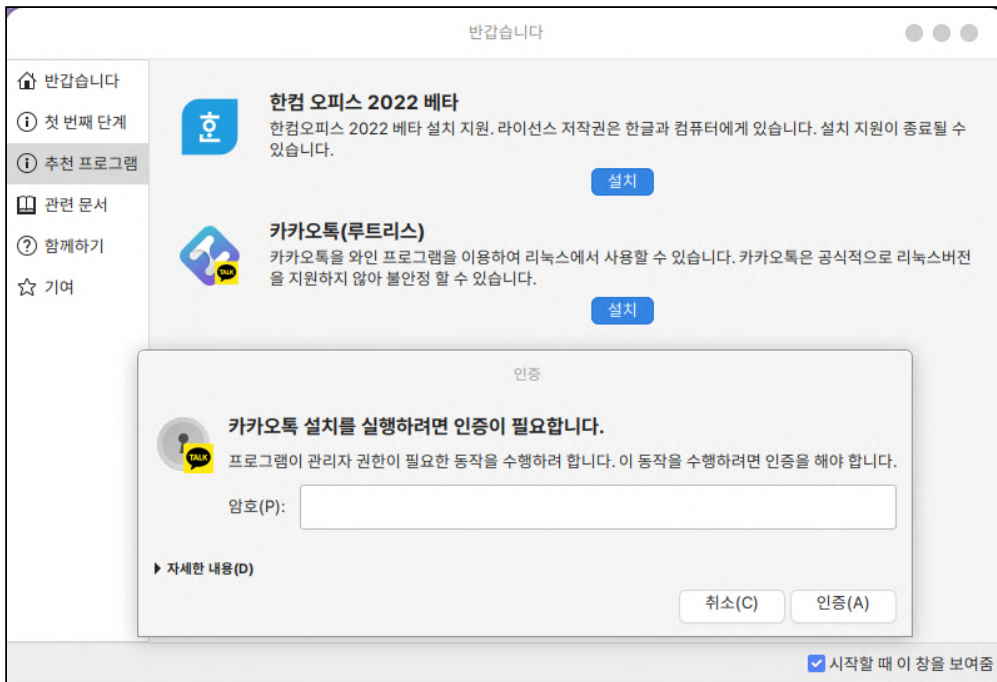 반갑습니다
반갑습니다
첫 번째 단계
추천 프로그램
관련 문서
함께하기
기여
한컴 오피스 2022 베타
한컴오피스 2022 베타 설치 지원. 라이선스 저작권은 한글과 컴퓨터에게 있습니다. 설치 지원이 종료될 수
있습니다.
설치
카카오톡(루트리스)
카카오톡을 와인 프로그램을 이용하여 리눅스에서 사용할 수 있습니다. 카카오톡은 공식적으로 리눅스버전
을 지원하지 않아 불안정 할 수 있습니다.
설치
인증
카카오톡 설치를 실행하려면 인증이 필요합니다.
프로그램이 관리자 권한이 필요한 동작을 수행하려 합니다. 이 동작을 수행하려면 인증을 해야 합니다.
암호(P):
자세한 내용(D)
취소(C)
인증(A)
시작할 때 이 창을 보여줌
혼
TALK
TALK